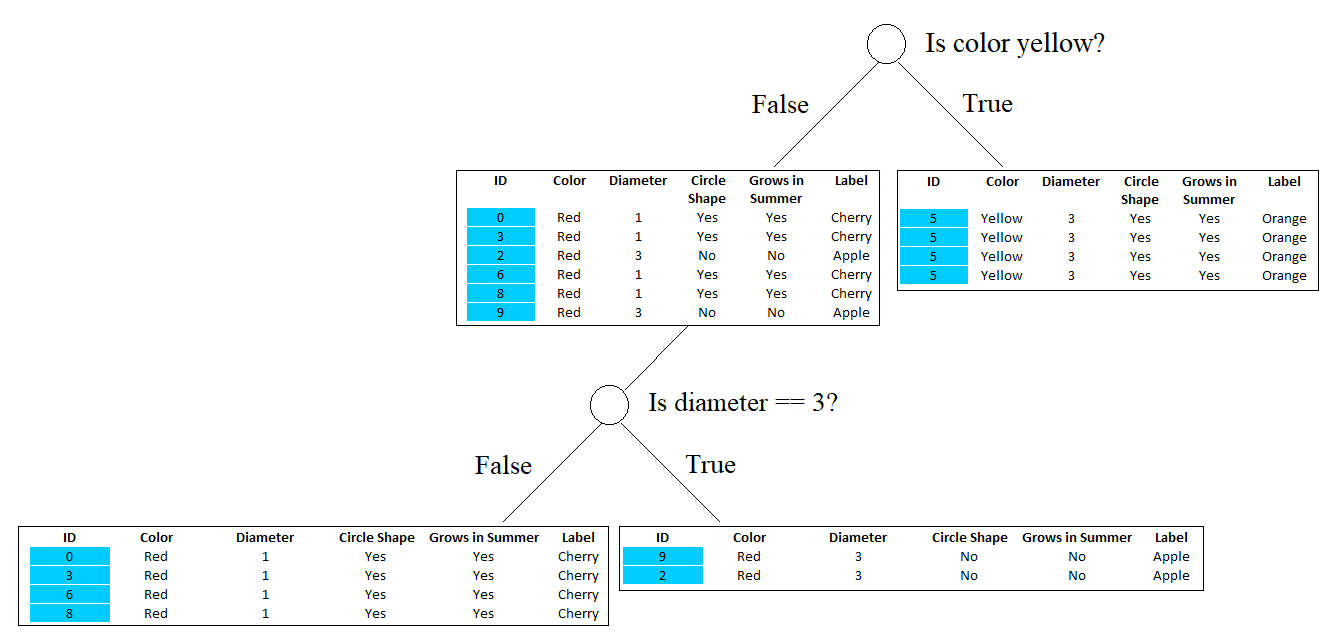 Is color yellow?
False
True
ID Color Diameter Circle Shape Grows in Summer Label
0 Red 1 Yes Yes Cherry
3 Red 1 Yes Yes Cherry
2 Red 3 No No Apple
6 Red 1 Yes Yes Cherry
8 Red 1 Yes Yes Cherry
9 Red 3 No No Apple
ID Color Diameter Circle Shape Grows in Summer Label
5 Yellow 3 Yes Yes Orange
5 Yellow 3 Yes Yes Orange
5 Yellow 3 Yes Yes Orange
5 Yellow 3 Yes Yes Orange
Is diameter == 3?
False
True
ID Color Diameter Circle Shape Grows in Summer Label
0 Red 1 Yes Yes Cherry
3 Red 1 Yes Yes Cherry
6 Red 1 Yes Yes Cherry
8 Red 1 Yes Yes Cherry
ID Color Diameter Circle Shape Grows in Summer Label
9 Red 3 No No Apple
2 Red 3 No No Apple